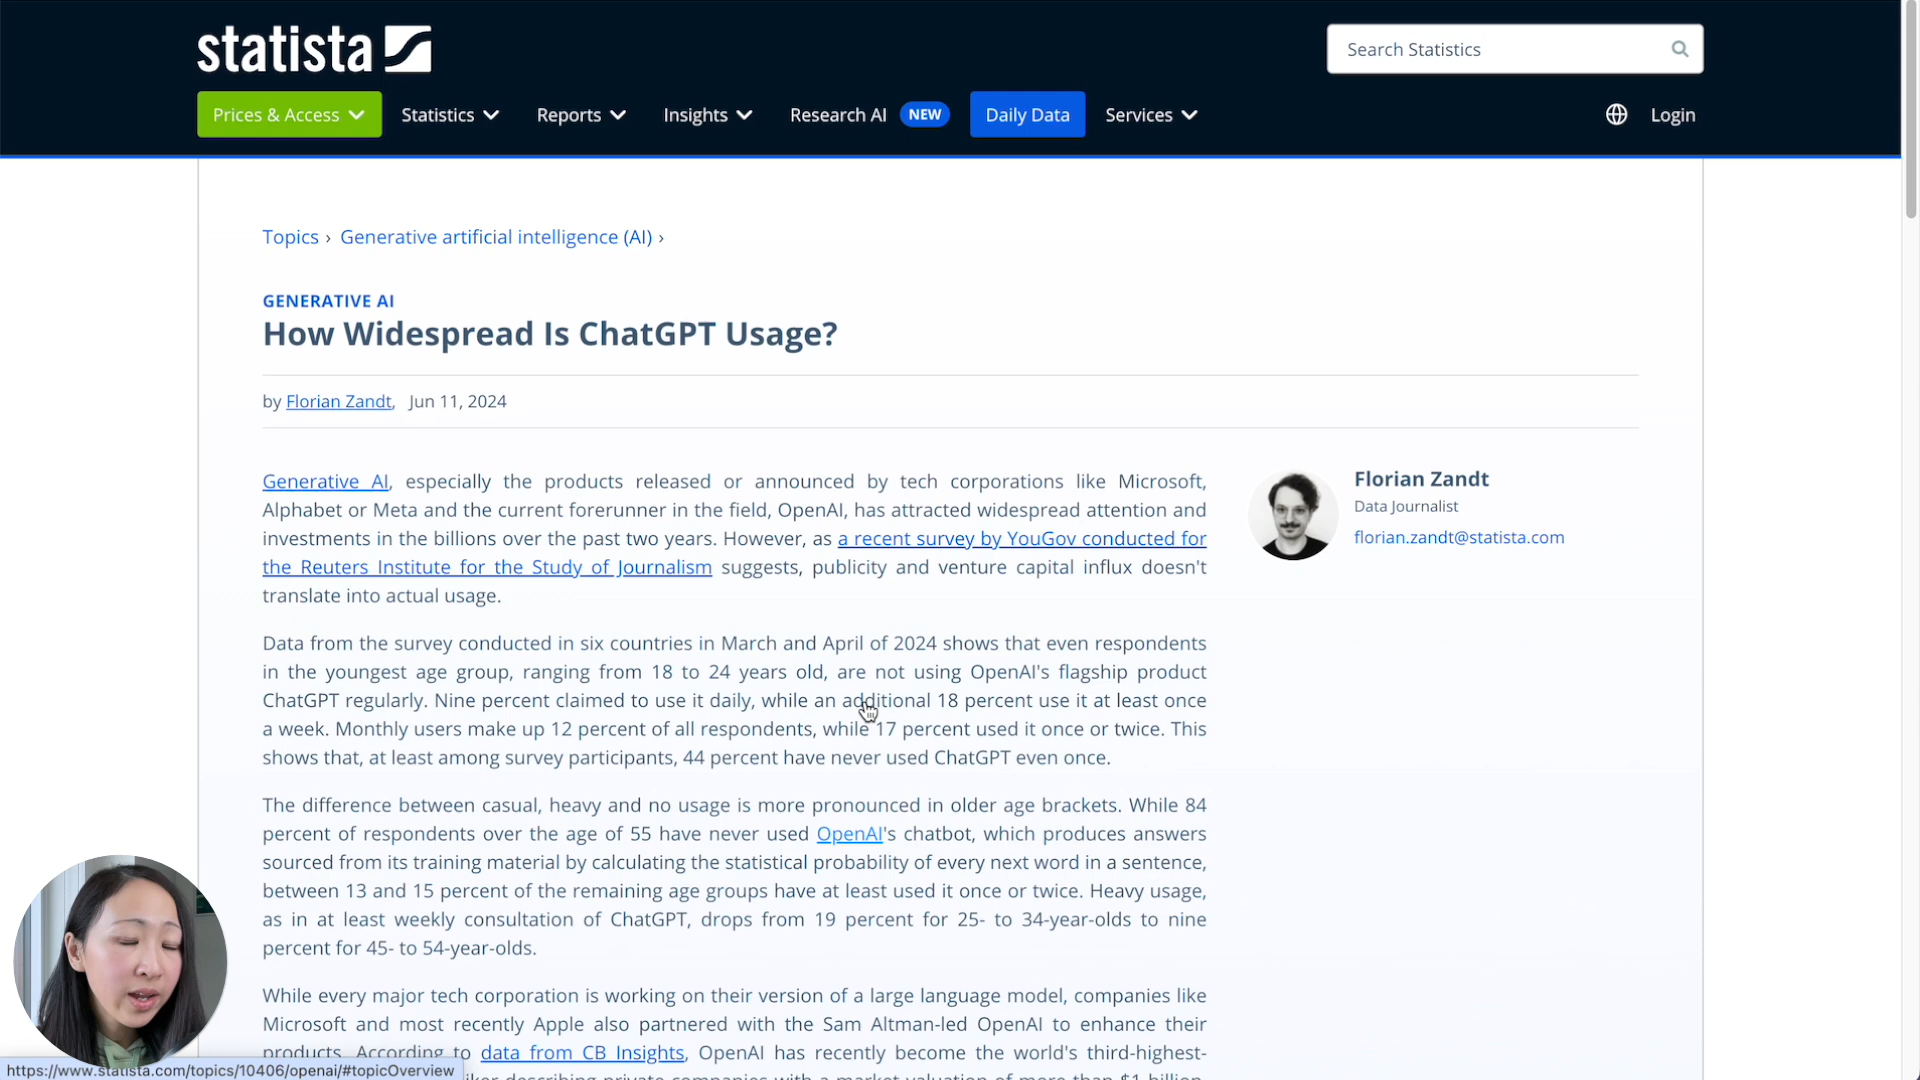 statista
Search Statistics
Prices & Access
Statistics
Reports
Insights
Research AI
NEW
Daily Data
Services
Login
Topics › Generative artificial intelligence (AI) ›
GENERATIVE AI
How Widespread Is ChatGPT Usage?
by Florian Zandt, Jun 11, 2024
Generative AI, especially the products released or announced by tech corporations like Microsoft,
Alphabet or Meta and the current forerunner in the field, OpenAI, has attracted widespread attention and
investments in the billions over the past two years. However, as a recent survey by YouGov conducted for
the Reuters Institute for the Study of Journalism suggests, publicity and venture capital influx doesn't
translate into actual usage.
Florian Zandt
Data Journalist
florian.zandt@statista.com
Data from the survey conducted in six countries in March and April of 2024 shows that even respondents
in the youngest age group, ranging from 18 to 24 years old, are not using OpenAI's flagship product
ChatGPT regularly. Nine percent claimed to use it daily, while an additional 18 percent use it at least once
a week. Monthly users make up 12 percent of all respondents, while 17 percent used it once or twice. This
shows that, at least among survey participants, 44 percent have never used ChatGPT even once.
The difference between casual, heavy and no usage is more pronounced in older age brackets. While 84
percent of respondents over the age of 55 have never used OpenAI's chatbot, which produces answers
sourced from its training material by calculating the statistical probability of every next word in a sentence,
between 13 and 15 percent of the remaining age groups have at least used it once or twice. Heavy usage,
as in at least weekly consultation of ChatGPT, drops from 19 percent for 25- to 34-year-olds to nine
percent for 45- to 54-year-olds.
While every major tech corporation is working on their version of a large language model, companies like
Microsoft and most recently Apple also partnered with the Sam Altman-led OpenAI to enhance their
products. According to data from CB Insights, OpenAI has recently become the world's third-highest-
describing private companies with a market valuation of more than $1 billion.
https://www.statista.com/topics/10406/openai/#topicOverview